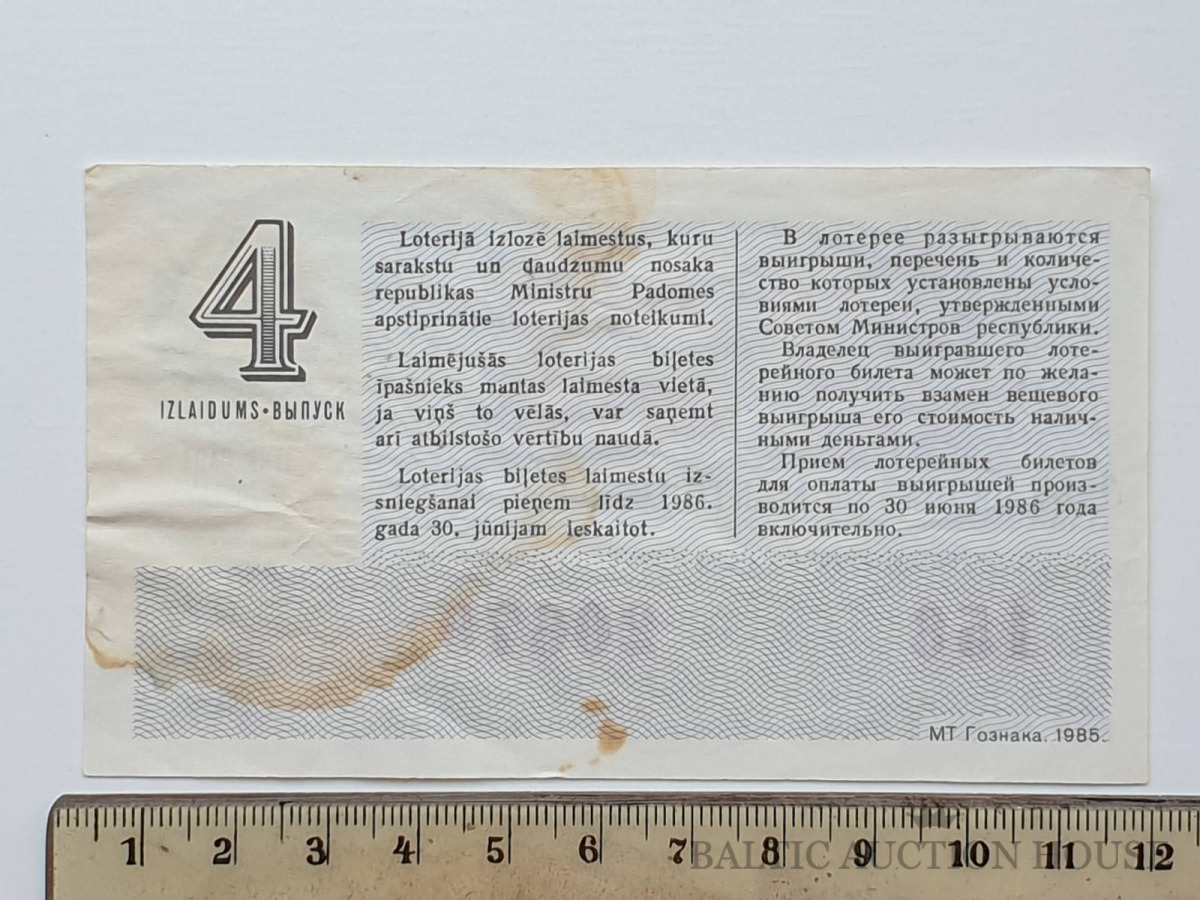 4
IZLAIDUMS•ВЫПУСК
Loterijā izlozē laimestus, kuru
sarakstu un daudzumu nosaka
republikas Ministru Padomes
apstiprinātie loterijas noteikumi.
Laimējušās loterijas biļetes
īpašnieks mantas laimesta vietā,
ja viņš to vēlās, var saņemt
arī atbilstošo vērtību naudā.
Loterijas biļetes laimestu iz-
sniegšanai pieņem līdz 1986.
gada 30. jūnijam ieskaitot.
В лотерее разыгрываются
выигрыши, перечень и количе-
ство которых установлены усло-
виями лотереи, утвержденными
Советом Министров республики.
Владелец выигравшего лоте-
рейного билета может по жела-
нию получить взамен вещевого
выигрыша его стоимость налич-
ными деньгами.
Прием лотерейных билетов
для оплаты выигрышей произ-
водится по 30 июня 1986 года
включительно.
МТ Гознака. 1985.
1 2 3 4 5 6 7 8 9 10 11 12
BALTIC AUCTION HOUSE